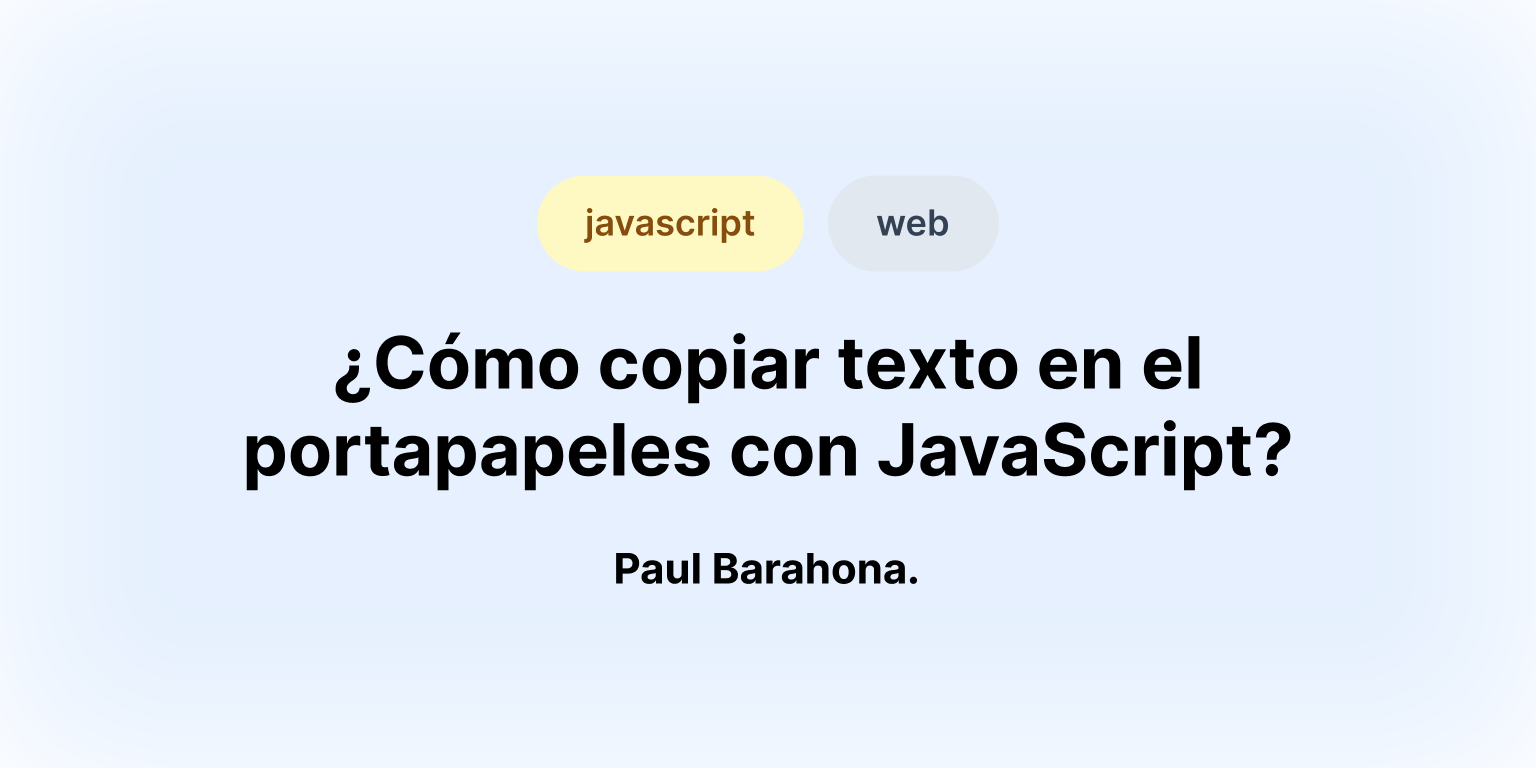 javascript web
¿Cómo copiar texto en el
portapapeles con JavaScript?
Paul Barahona.